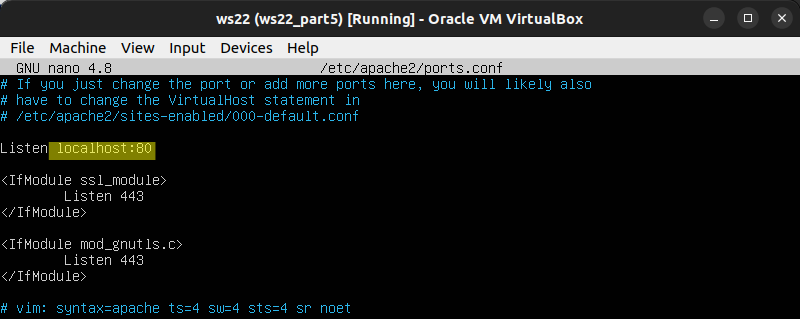 ws22 (ws22_part5) [Running] - Oracle VM VirtualBox
File Machine View Input Devices Help
GNU nano 4.8 /etc/apache2/ports.conf
# If you just change the port or add more ports here, you will likely also
# have to change the VirtualHost statement in
# /etc/apache2/sites-enabled/000-default.conf
Listen localhost:80
<IfModule ssl_module>
Listen 443
</IfModule>
<IfModule mod_gnutls.c>
Listen 443
</IfModule>
# vim: syntax=apache ts=4 sw=4 sts=4 sr noet